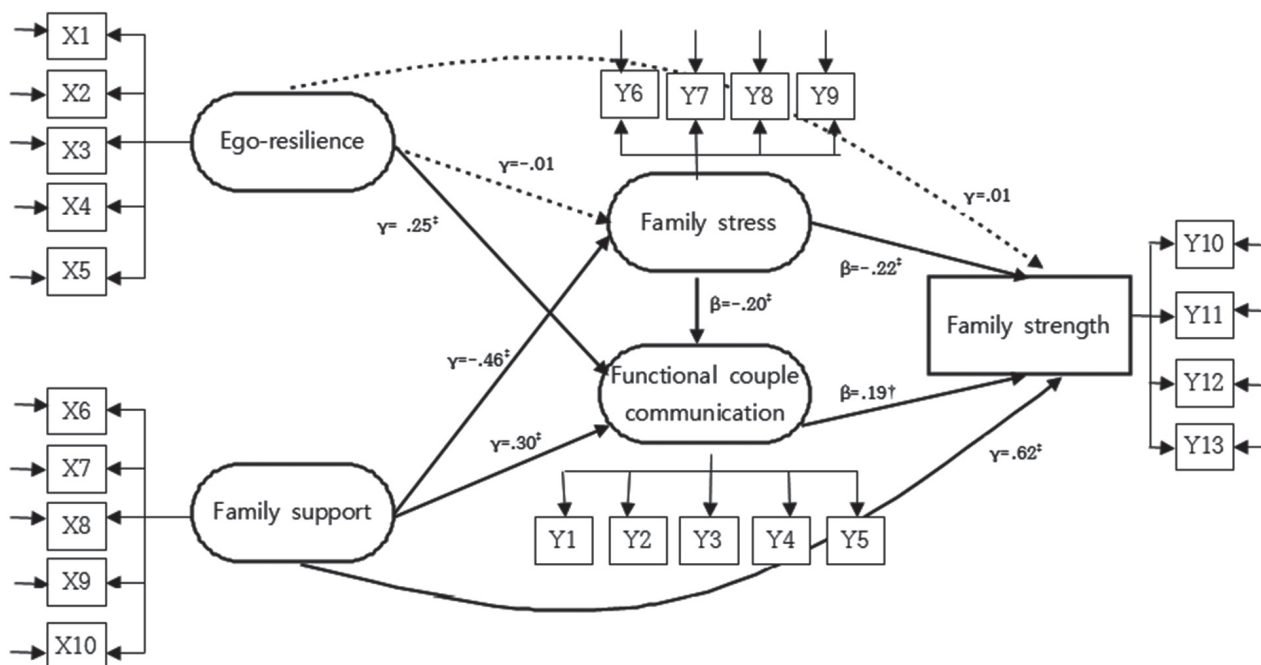 X1
X2
X3
X4
X5
Ego-resilience
Y6 Y7 Y8 Y9
γ=-.01
γ= .25‡
Family stress
γ=.01
β=-.22‡
β=-.20‡
Y10
Y11
Y12
Y13
Family strength
γ=-.46‡
Functional couple
communication
β=.19†
γ=.30‡
γ=.62‡
X6
X7
X8
X9
X10
Family support
Y1 Y2 Y3 Y4 Y5